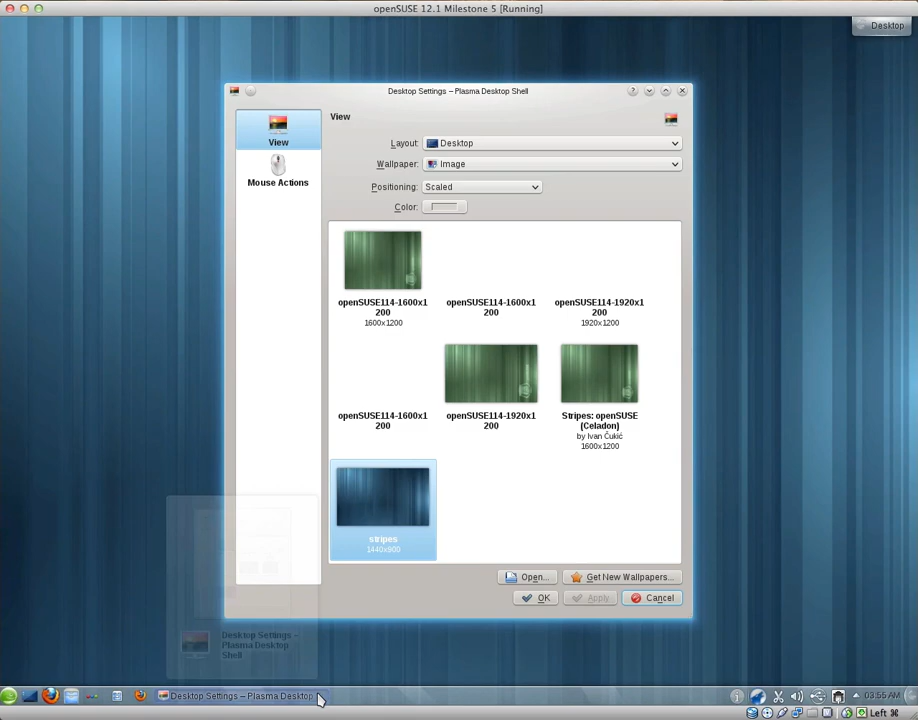 openSUSE 12.1 Milestone 5 [Running]
Desktop
Desktop Settings – Plasma Desktop Shell
View
View
Mouse Actions
Layout: Desktop
Wallpaper: Image
Positioning: Scaled
Color:
openSUSE114-1600x1
200
1600x1200
openSUSE114-1600x1
200
openSUSE114-1920x1
200
1920x1200
openSUSE114-1600x1
200
openSUSE114-1920x1
200
Stripes: openSUSE
(Celadon)
by Ivan Čukić
1600x1200
stripes
1440x900
Open...
Get New Wallpapers...
OK
Apply
Cancel
Desktop Settings –
Plasma Desktop
Shell
Desktop Settings – Plasma Desktop
03:55 AM
Left ⌘